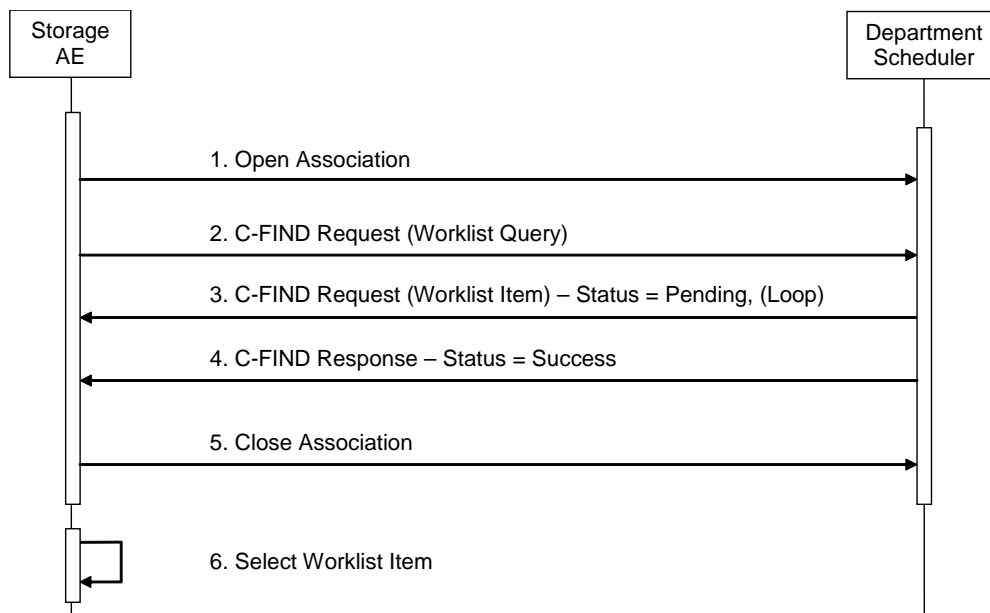 Storage
AE
Department
Scheduler
1. Open Association
2. C-FIND Request (Worklist Query)
3. C-FIND Request (Worklist Item) – Status = Pending, (Loop)
4. C-FIND Response – Status = Success
5. Close Association
6. Select Worklist Item